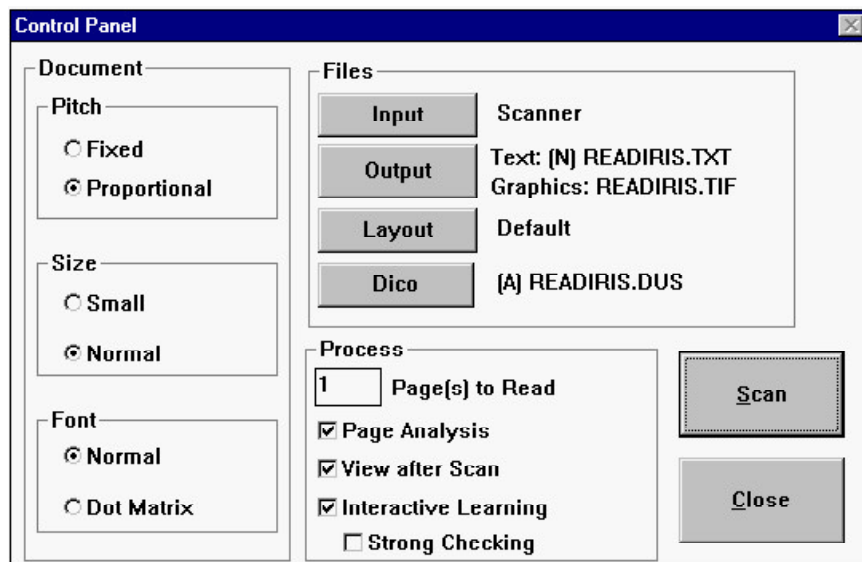 Control Panel
Document
Pitch
Fixed
Proportional
Size
Small
Normal
Font
Normal
Dot Matrix
Files
Input Scanner
Output Text: (N) READIRIS.TXT
Graphics: READIRIS.TIF
Layout Default
Dico (A) READIRIS.DUS
Process
1 Page(s) to Read
Page Analysis
View after Scan
Interactive Learning
Strong Checking
Scan
Close